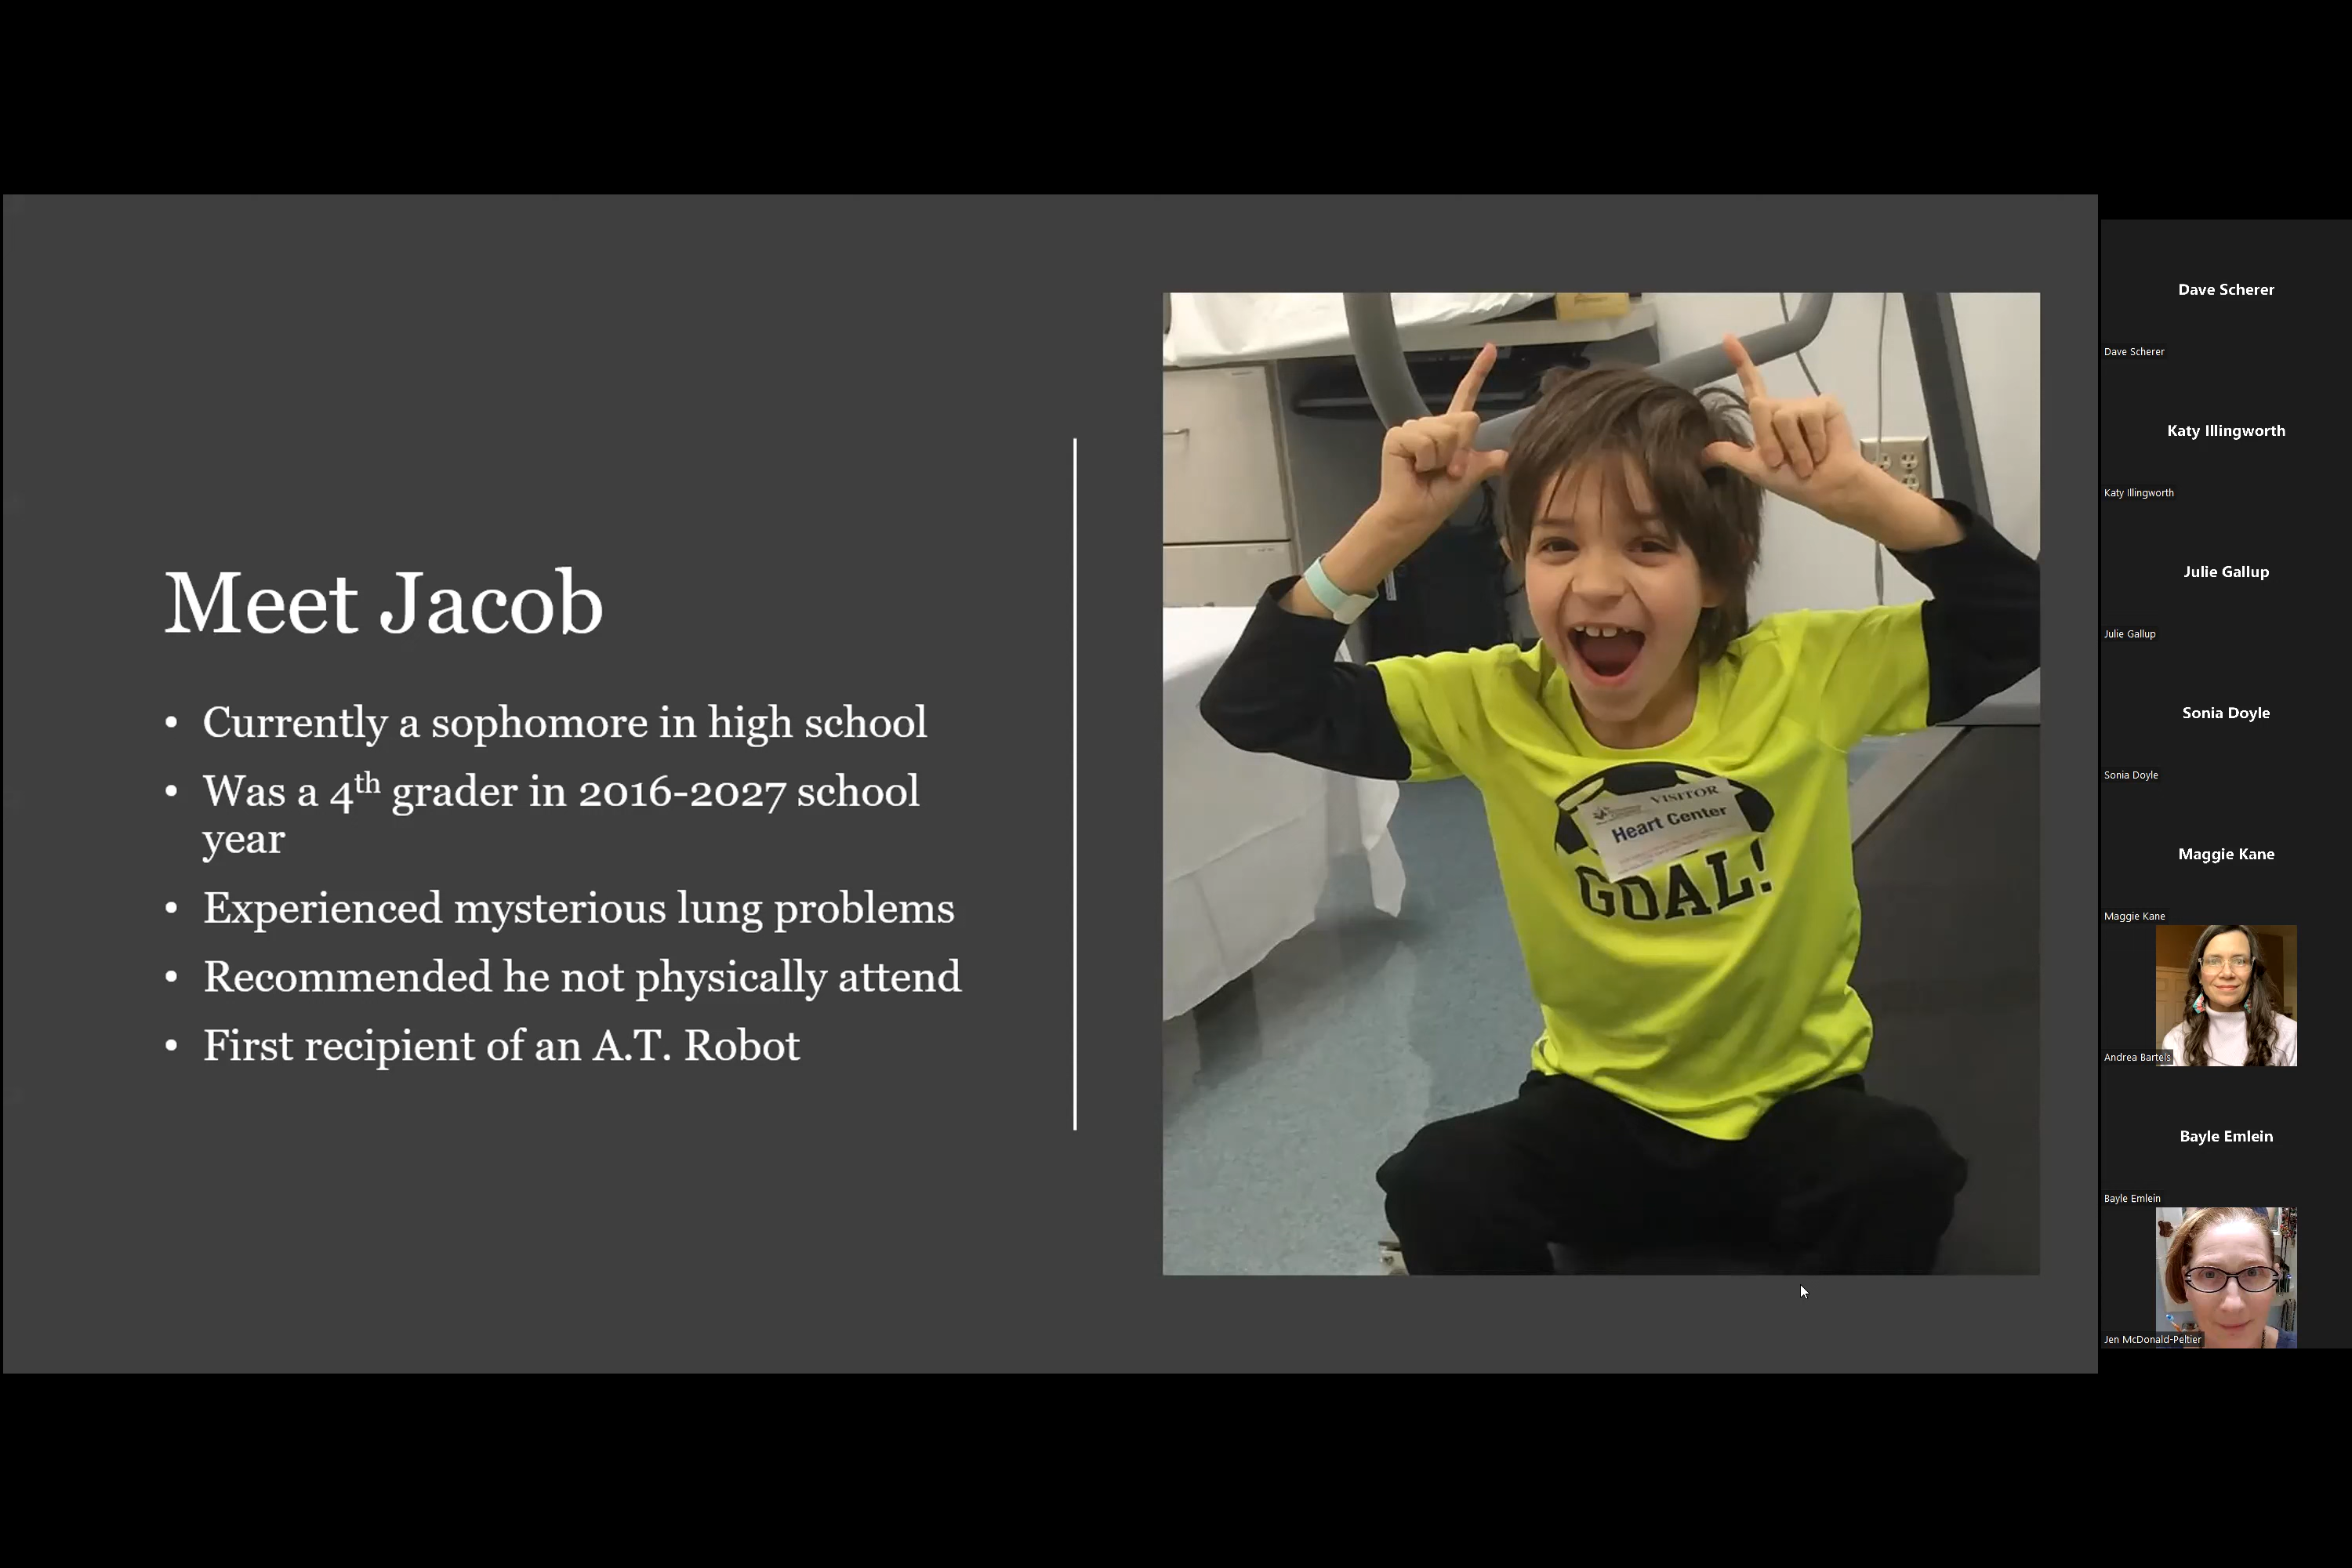 Meet Jacob
• Currently a sophomore in high school
• Was a 4th grader in 2016-2027 school
year
• Experienced mysterious lung problems
• Recommended he not physically attend
• First recipient of an A.T. Robot
VISITOR
Heart Center
GOAL!
Dave Scherer
Dave Scherer
Katy Illingworth
Katy Illingworth
Julie Gallup
Julie Gallup
Sonia Doyle
Sonia Doyle
Maggie Kane
Maggie Kane
Andrea Bartels
Bayle Emlein
Bayle Emlein
Jen McDonald-Peltier